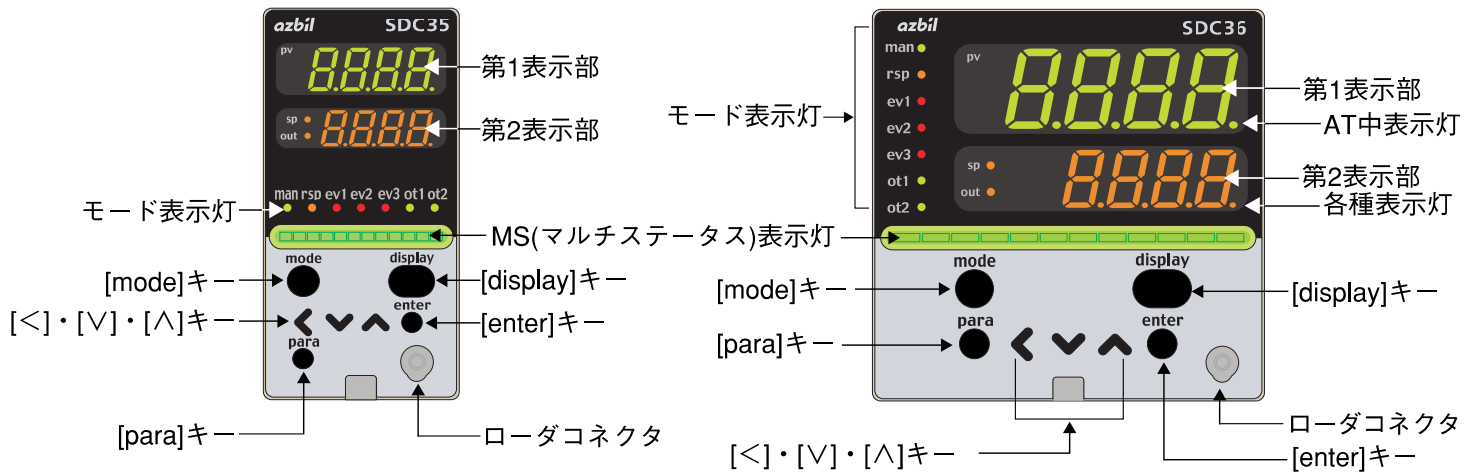 azbil SDC35
pv 8.8.8.8.
第1表示部
sp
out 8.8.8.8.
第2表示部
man rsp ev1 ev2 ev3 ot1 ot2
モード表示灯
MS(マルチステータス)表示灯
mode display
[mode]キー
[display]キー
enter
[<]・[∨]・[∧]キー
[enter]キー
para
[para]キー
ローダコネクタ
azbil SDC36
man
rsp
ev1
ev2
ev3
ot1
ot2
モード表示灯
pv 8.8.8.8.
第1表示部
AT中表示灯
sp
out 8.8.8.8.
第2表示部
各種表示灯
mode display
[mode]キー
[display]キー
para enter
[para]キー
ローダコネクタ
[<]・[∨]・[∧]キー
[enter]キー